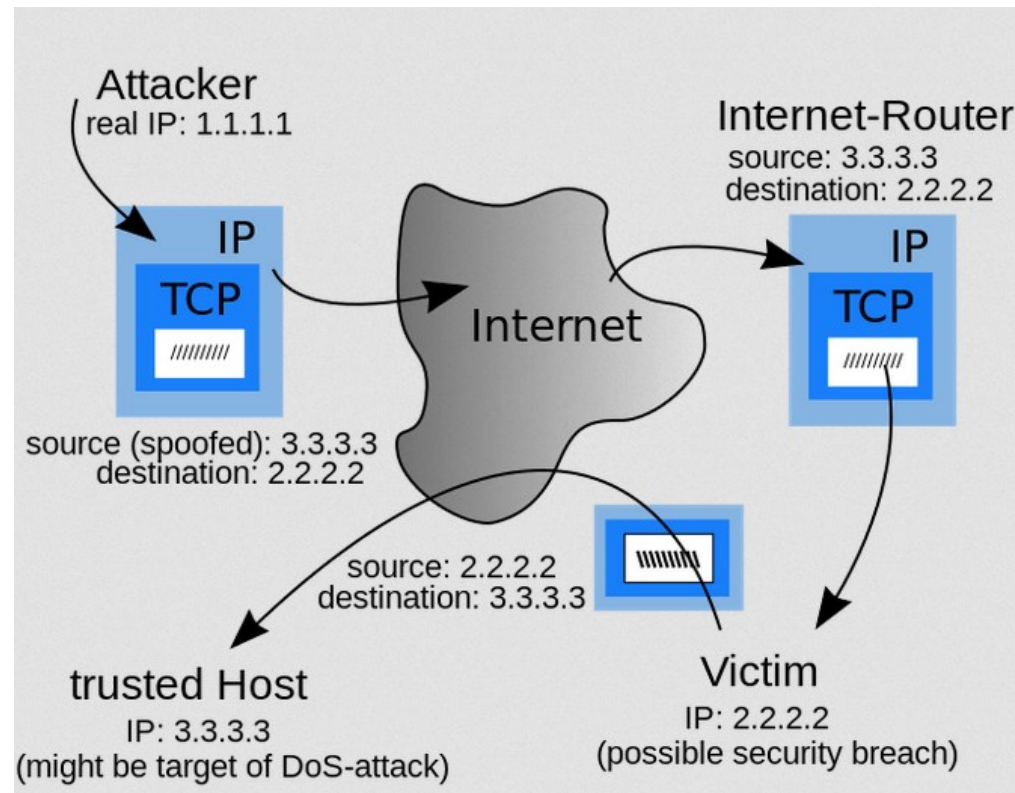 Attacker
real IP: 1.1.1.1
IP
TCP
source (spoofed): 3.3.3.3
destination: 2.2.2.2
Internet
Internet-Router
source: 3.3.3.3
destination: 2.2.2.2
IP
TCP
source: 2.2.2.2
destination: 3.3.3.3
trusted Host
IP: 3.3.3.3
(might be target of DoS-attack)
Victim
IP: 2.2.2.2
(possible security breach)